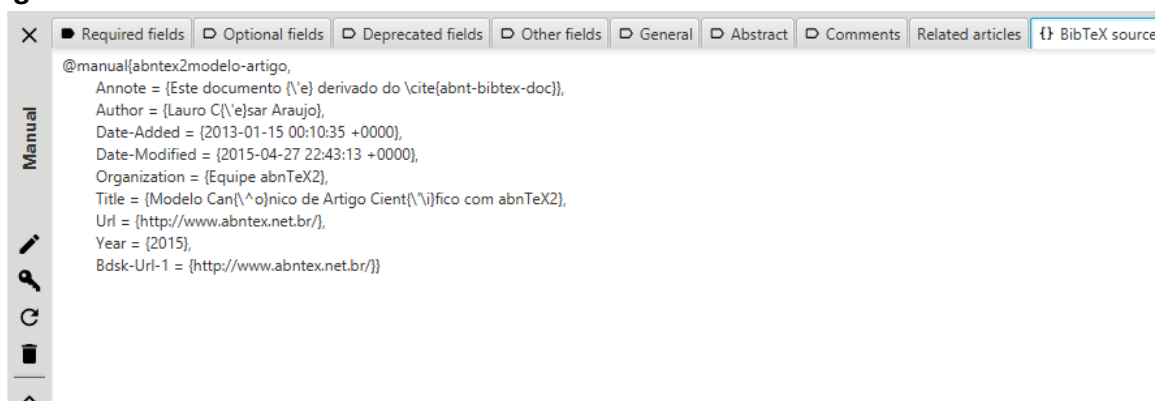 Required fields Optional fields Deprecated fields Other fields General Abstract Comments Related articles {} BibTeX source
Manual
@manual{abntex2modelo-artigo,
Annote = {Este documento {\'e} derivado do \cite{abnt-bibtex-doc}},
Author = {Lauro C{\'e}sar Araujo},
Date-Added = {2013-01-15 00:10:35 +0000},
Date-Modified = {2015-04-27 22:43:13 +0000},
Organization = {Equipe abnTeX2},
Title = {Modelo Can{\^o}nico de Artigo Cient{\'\i}fico com abnTeX2},
Url = {http://www.abntex.net.br/},
Year = {2015},
Bdsk-Url-1 = {http://www.abntex.net.br/}}